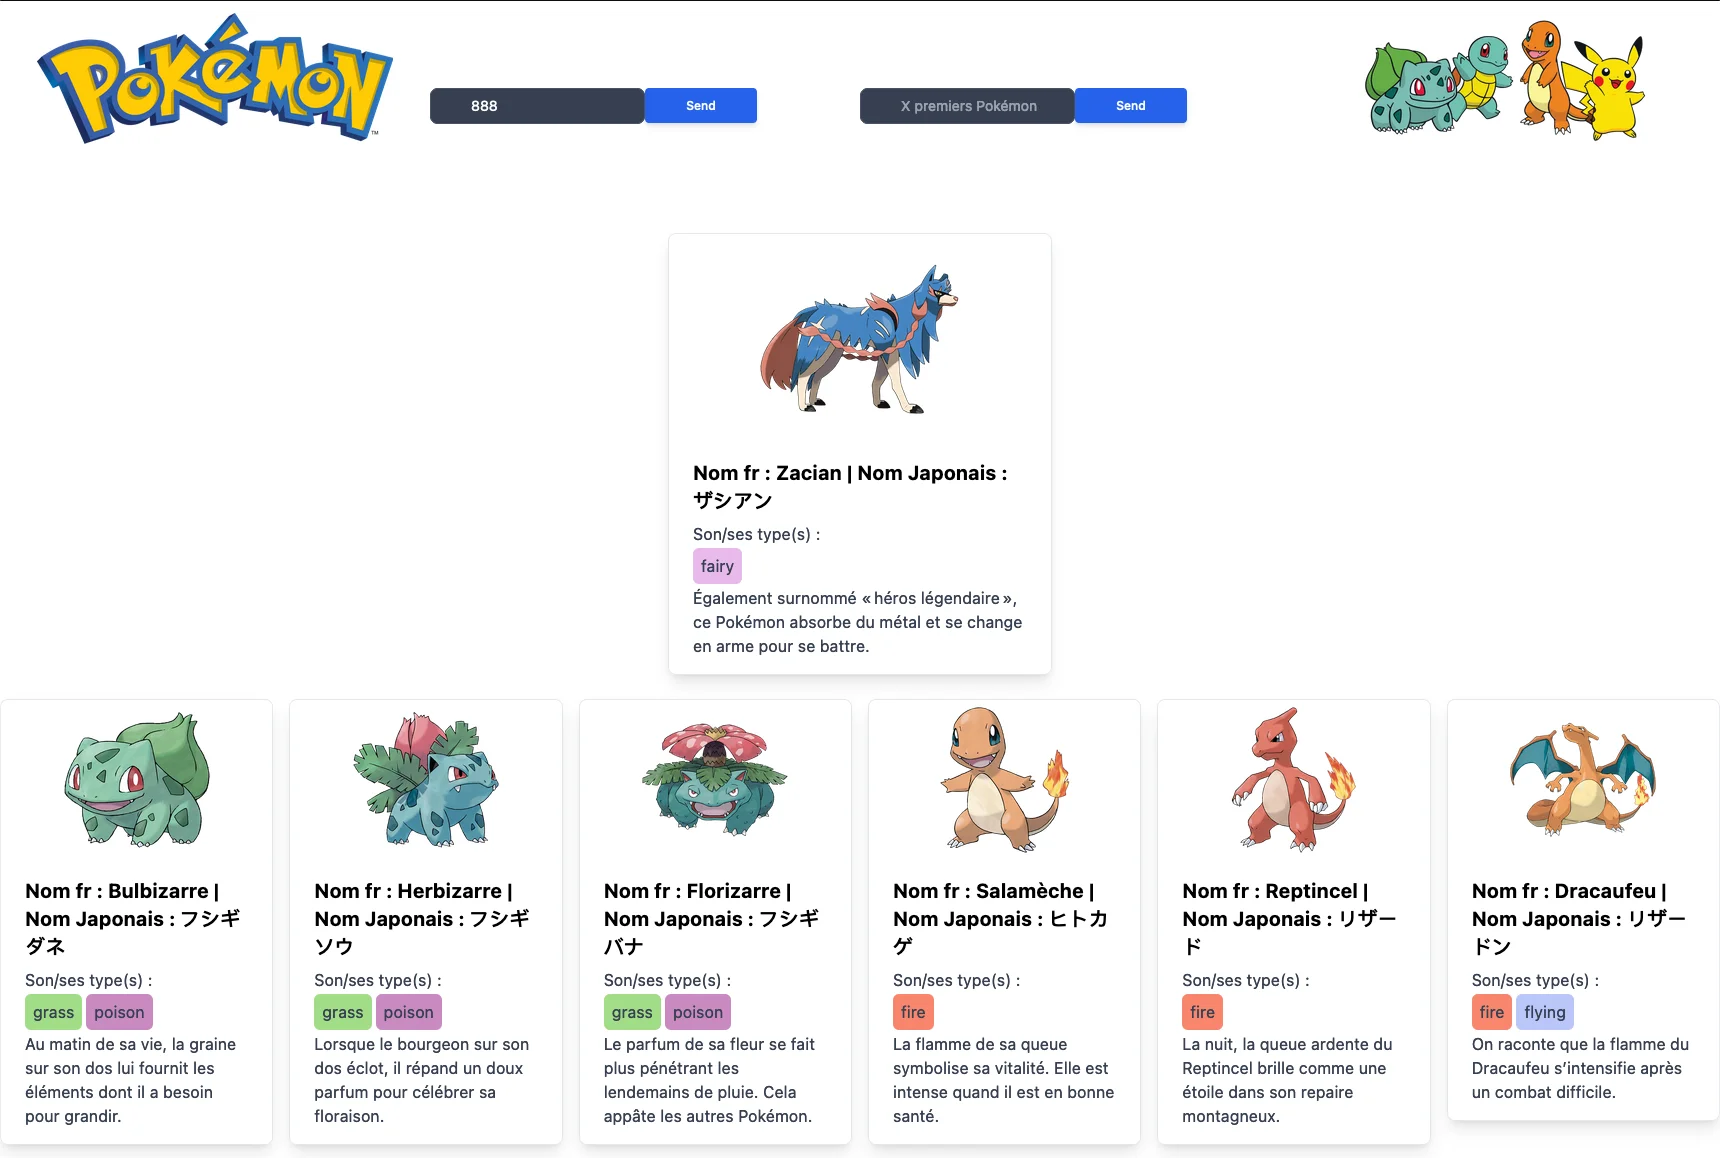 POKéMON
™
888
Send
X premiers Pokémon
Send
Nom fr : Zacian | Nom Japonais :
ザシアン
Son/ses type(s) :
fairy
Également surnommé « héros légendaire »,
ce Pokémon absorbe du métal et se change
en arme pour se battre.
Nom fr : Bulbizarre |
Nom Japonais : フシギ
ダネ
Son/ses type(s) :
grass poison
Au matin de sa vie, la graine
sur son dos lui fournit les
éléments dont il a besoin
pour grandir.
Nom fr : Herbizarre |
Nom Japonais : フシギ
ソウ
Son/ses type(s) :
grass poison
Lorsque le bourgeon sur son
dos éclot, il répand un doux
parfum pour célébrer sa
floraison.
Nom fr : Florizarre |
Nom Japonais : フシギ
バナ
Son/ses type(s) :
grass poison
Le parfum de sa fleur se fait
plus pénétrant les
lendemains de pluie. Cela
appâte les autres Pokémon.
Nom fr : Salamèche |
Nom Japonais : ヒトカ
ゲ
Son/ses type(s) :
fire
La flamme de sa queue
symbolise sa vitalité. Elle est
intense quand il est en bonne
santé.
Nom fr : Reptincel |
Nom Japonais : リザー
ド
Son/ses type(s) :
fire
La nuit, la queue ardente du
Reptincel brille comme une
étoile dans son repaire
montagneux.
Nom fr : Dracaufeu |
Nom Japonais : リザー
ドン
Son/ses type(s) :
fire flying
On raconte que la flamme du
Dracaufeu s’intensifie après
un combat difficile.